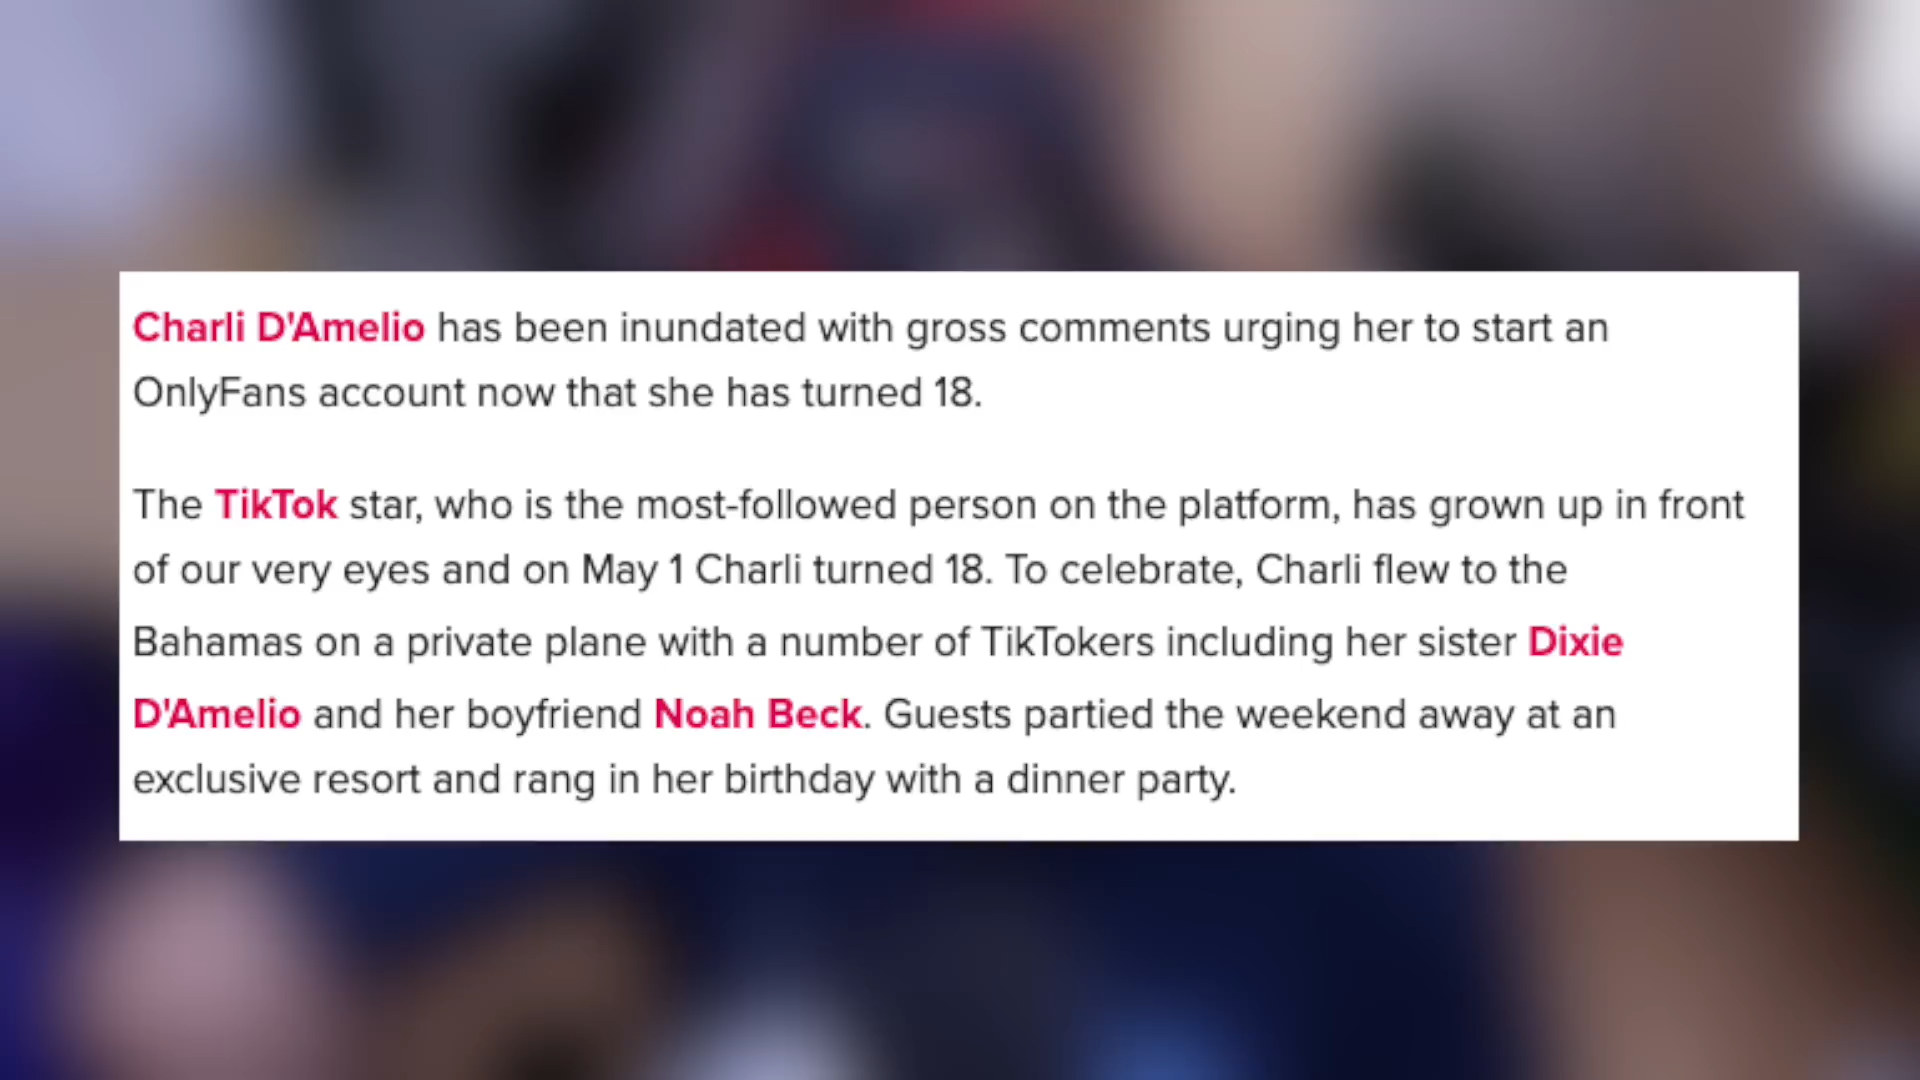 Charli D'Amelio has been inundated with gross comments urging her to start an
OnlyFans account now that she has turned 18.
The TikTok star, who is the most-followed person on the platform, has grown up in front
of our very eyes and on May 1 Charli turned 18. To celebrate, Charli flew to the
Bahamas on a private plane with a number of TikTokers including her sister Dixie
D'Amelio and her boyfriend Noah Beck. Guests partied the weekend away at an
exclusive resort and rang in her birthday with a dinner party.